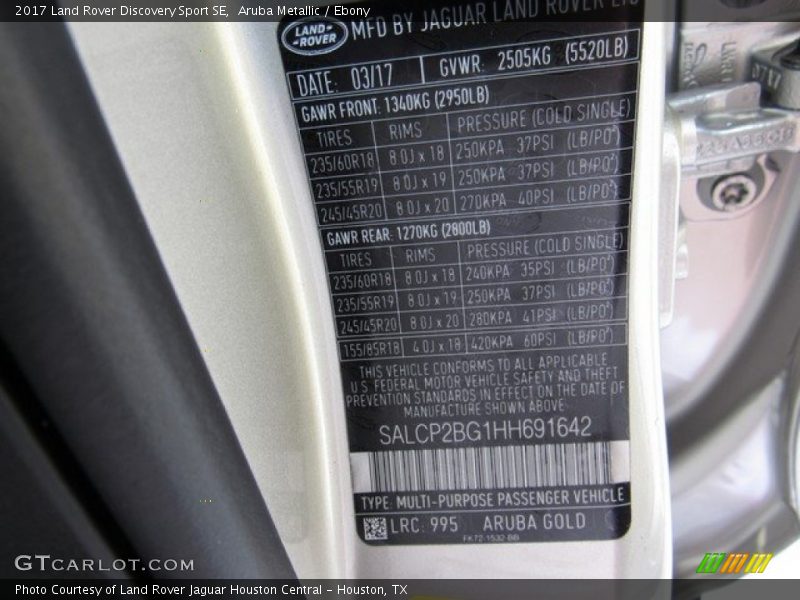 2017 Land Rover Discovery Sport SE, Aruba Metallic / Ebony
LAND ROVER
MFD BY JAGUAR LAND ROVER LTD
DATE: 03/17 GVWR: 2505KG (5520LB)
GAWR FRONT: 1340KG (2950LB)
TIRES RIMS PRESSURE (COLD SINGLE)
235/60R18 8.0J x 18 250KPA 37PSI (LB/PO²)
235/55R19 8.0J x 19 250KPA 37PSI (LB/PO²)
245/45R20 8.0J x 20 270KPA 40PSI (LB/PO²)
GAWR REAR: 1270KG (2800LB)
TIRES RIMS PRESSURE (COLD SINGLE)
235/60R18 8.0J x 18 240KPA 35PSI (LB/PO²)
235/55R19 8.0J x 19 250KPA 37PSI (LB/PO²)
245/45R20 8.0J x 20 280KPA 41PSI (LB/PO²)
155/85R18 4.0J x 18 420KPA 60PSI (LB/PO²)
THIS VEHICLE CONFORMS TO ALL APPLICABLE
U.S. FEDERAL MOTOR VEHICLE SAFETY AND THEFT
PREVENTION STANDARDS IN EFFECT ON THE DATE OF
MANUFACTURE SHOWN ABOVE
SALCP2BG1HH691642
TYPE: MULTI-PURPOSE PASSENGER VEHICLE
LRC: 995 ARUBA GOLD
FK72-1532-BB
GTCARLOT.COM
Photo Courtesy of Land Rover Jaguar Houston Central - Houston, TX